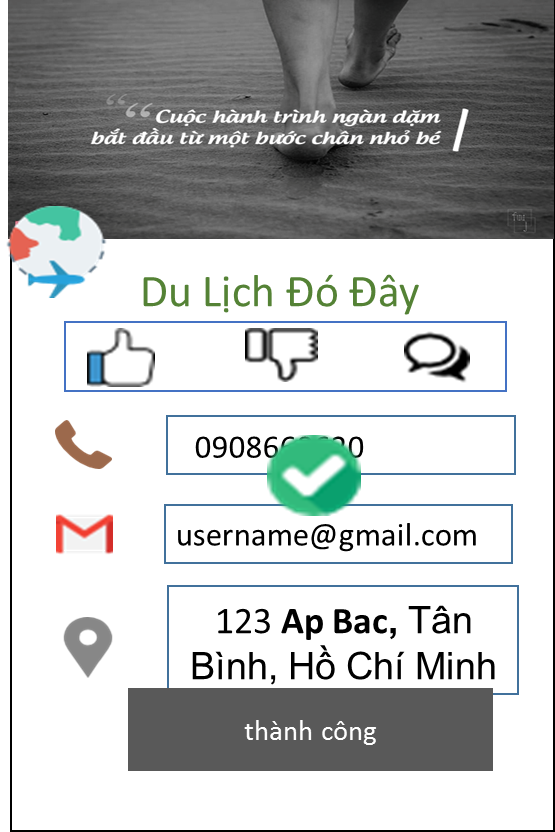 Cuộc hành trình ngàn dặm
bắt đầu từ một bước chân nhỏ bé
Du Lịch Đó Đây
username@gmail.com
123 Ap Bac, Tân
Bình, Hồ Chí Minh
thành công